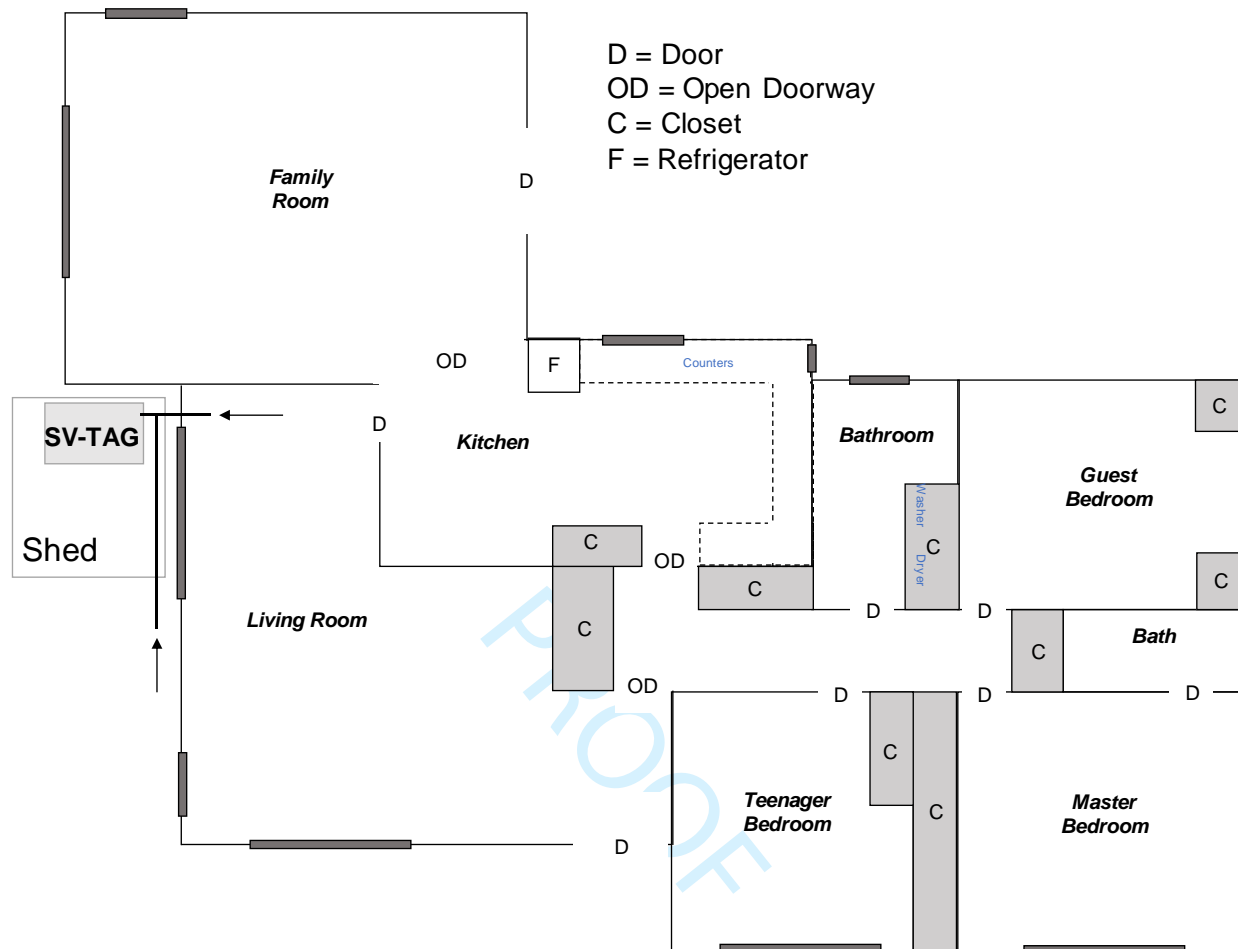 D = Door
OD = Open Doorway
C = Closet
F = Refrigerator
Family
Room
D
OD
F
Counters
SV-TAG
Shed
D
Kitchen
Bathroom
C
Guest
Bedroom
Washer Dryer
C
C
OD
C
C
C
Living Room
D
D
Bath
C
OD
D
D
D
C
C
Teenager
Bedroom
Master
Bedroom
D
PROOF